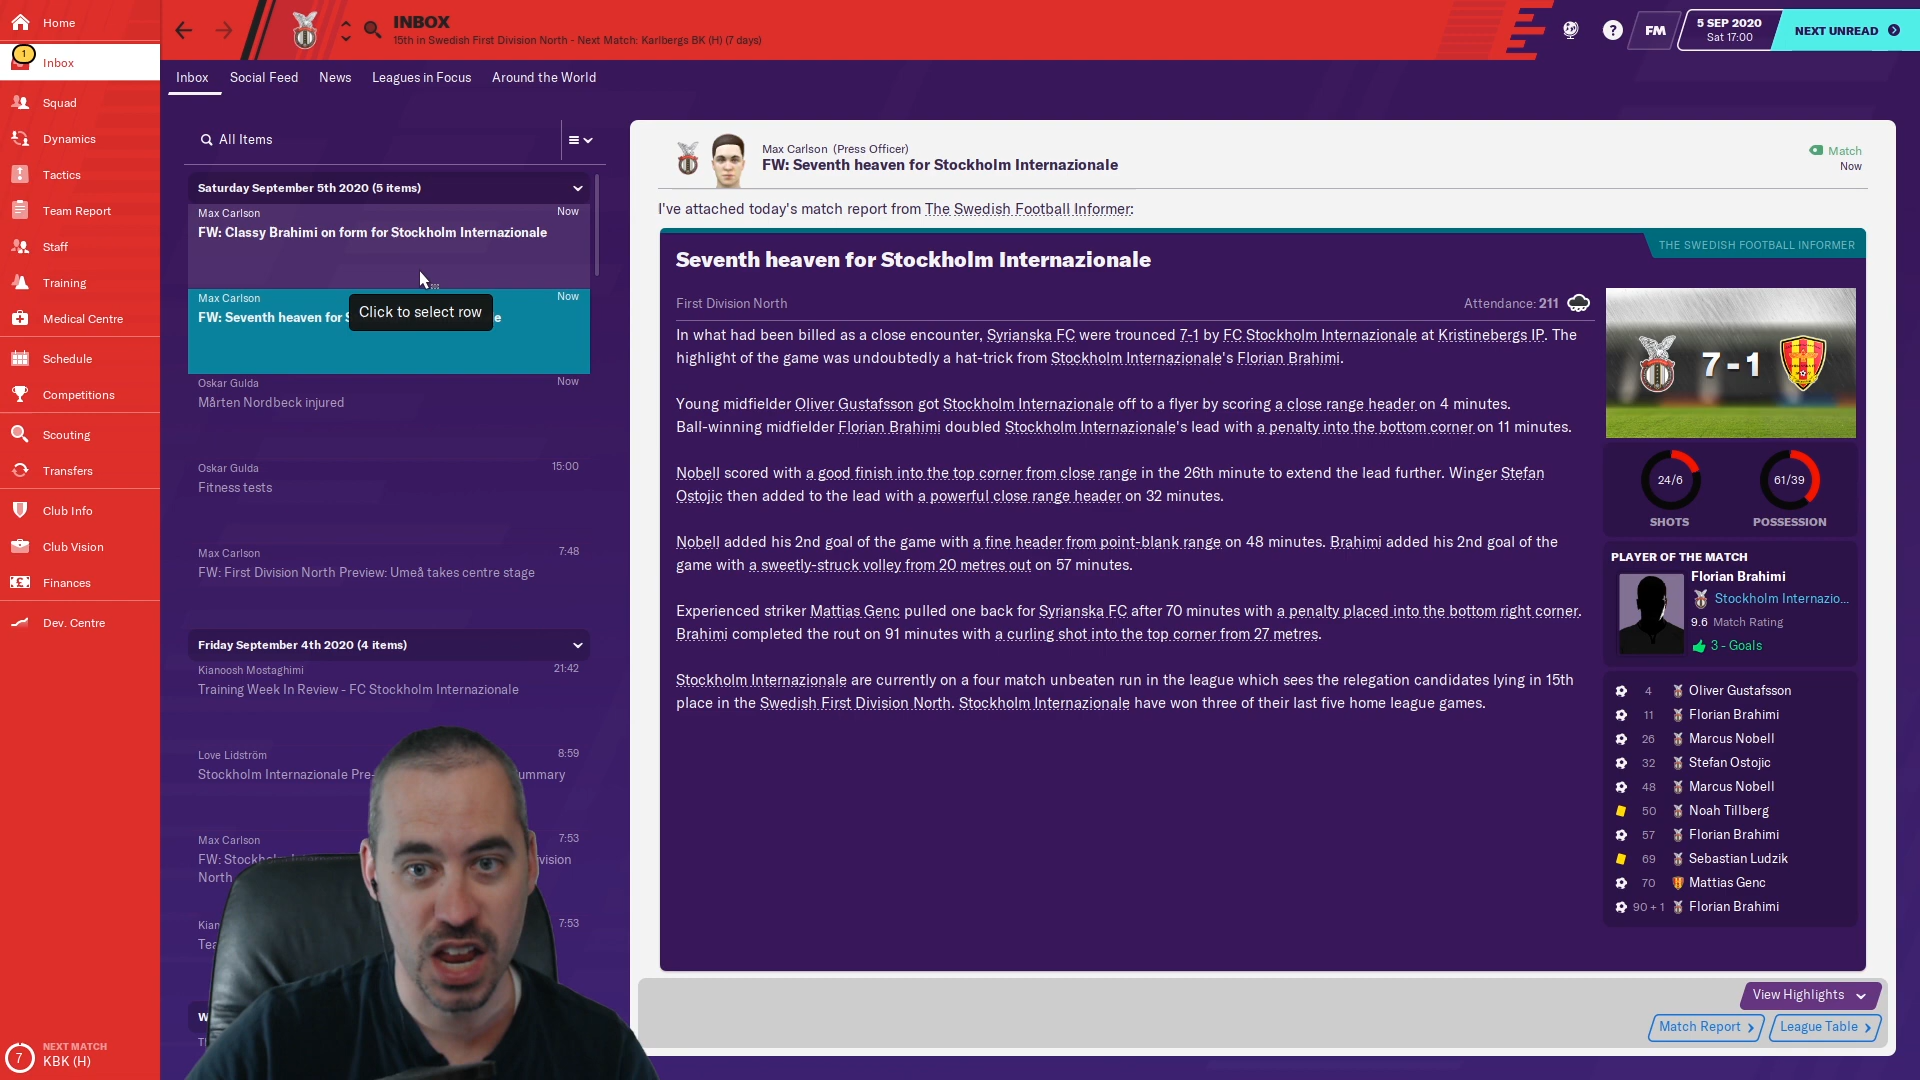 Home
1
Inbox
Squad
Dynamics
Tactics
Team Report
Staff
Training
Medical Centre
Schedule
Competitions
Scouting
Transfers
Club Info
Club Vision
Finances
Dev. Centre
7
NEXT MATCH
KBK (H)
INBOX
15th in Swedish First Division North - Next Match: Karlbergs BK (H) (7 days)
?
FM
5 SEP 2020
Sat 17:00
NEXT UNREAD
Inbox
Social Feed
News
Leagues in Focus
Around the World
All Items
Saturday September 5th 2020 (5 items)
Max Carlson
Now
FW: Classy Brahimi on form for Stockholm Internazionale
Max Carlson
Now
FW: Seventh heaven for S
e
Click to select row
Oskar Gulda
Now
Mårten Nordbeck injured
Oskar Gulda
15:00
Fitness tests
Max Carlson
7:48
FW: First Division North Preview: Umeå takes centre stage
Friday September 4th 2020 (4 items)
Kianoosh Mostaghimi
21:42
Training Week In Review - FC Stockholm Internazionale
Love Lidström
8:59
Stockholm Internazionale Pre-
ummary
Max Carlson
7:53
FW: Stockholm
ivision
North
Kian
7:53
Tea
W
Max Carlson (Press Officer)
FW: Seventh heaven for Stockholm Internazionale
Match
Now
I've attached today's match report from The Swedish Football Informer:
THE SWEDISH FOOTBALL INFORMER
Seventh heaven for Stockholm Internazionale
First Division North
Attendance: 211
In what had been billed as a close encounter, Syrianska FC were trounced 7-1 by FC Stockholm Internazionale at Kristinebergs IP. The
highlight of the game was undoubtedly a hat-trick from Stockholm Internazionale's Florian Brahimi.
Young midfielder Oliver Gustafsson got Stockholm Internazionale off to a flyer by scoring a close range header on 4 minutes.
Ball-winning midfielder Florian Brahimi doubled Stockholm Internazionale's lead with a penalty into the bottom corner on 11 minutes.
Nobell scored with a good finish into the top corner from close range in the 26th minute to extend the lead further. Winger Stefan
Ostojic then added to the lead with a powerful close range header on 32 minutes.
Nobell added his 2nd goal of the game with a fine header from point-blank range on 48 minutes. Brahimi added his 2nd goal of the
game with a sweetly-struck volley from 20 metres out on 57 minutes.
Experienced striker Mattias Genc pulled one back for Syrianska FC after 70 minutes with a penalty placed into the bottom right corner.
Brahimi completed the rout on 91 minutes with a curling shot into the top corner from 27 metres.
Stockholm Internazionale are currently on a four match unbeaten run in the league which sees the relegation candidates lying in 15th
place in the Swedish First Division North. Stockholm Internazionale have won three of their last five home league games.
7 - 1
24/6
SHOTS
61/39
POSSESSION
PLAYER OF THE MATCH
Florian Brahimi
Stockholm Internazio...
9.6 Match Rating
3 - Goals
4 Oliver Gustafsson
11 Florian Brahimi
26 Marcus Nobell
32 Stefan Ostojic
48 Marcus Nobell
50 Noah Tillberg
57 Florian Brahimi
69 Sebastian Ludzik
70 Mattias Genc
90 + 1 Florian Brahimi
View Highlights
Match Report
League Table